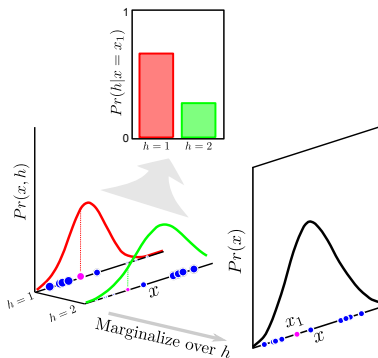 1
Pr(h|x = x₁)
0
h = 1
h = 2
Pr(x, h)
h = 1
h = 2
x
Marginalize over h
Pr(x)
x₁
x